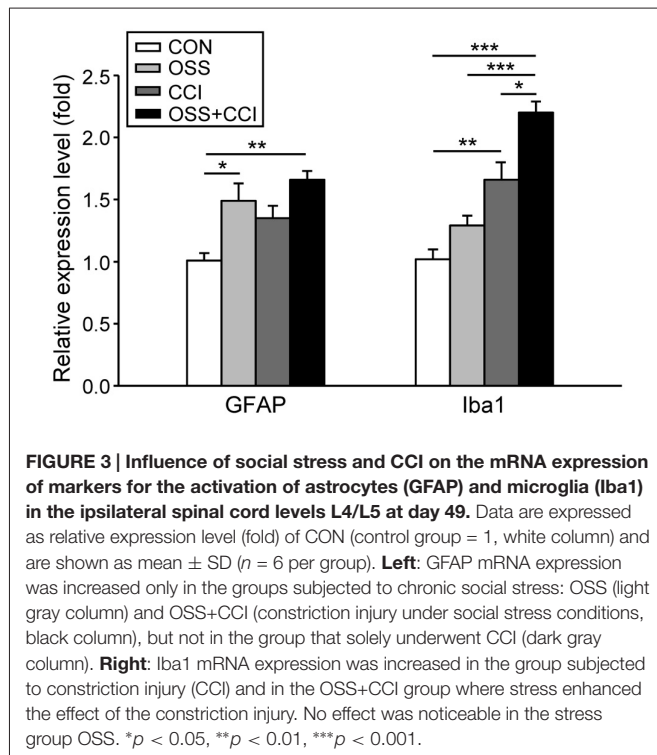 CON
OSS
CCI
OSS+CCI
***
***
*
**
**
*
2.5
2.0
1.5
1.0
0.5
0.0
Relative expression level (fold)
GFAP
Iba1
FIGURE 3 | Influence of social stress and CCI on the mRNA expression
of markers for the activation of astrocytes (GFAP) and microglia (Iba1)
in the ipsilateral spinal cord levels L4/L5 at day 49. Data are expressed
as relative expression level (fold) of CON (control group = 1, white column) and
are shown as mean ± SD (n = 6 per group). Left: GFAP mRNA expression
was increased only in the groups subjected to chronic social stress: OSS (light
gray column) and OSS+CCI (constriction injury under social stress conditions,
black column), but not in the group that solely underwent CCI (dark gray
column). Right: Iba1 mRNA expression was increased in the group subjected
to constriction injury (CCI) and in the OSS+CCI group where stress enhanced
the effect of the constriction injury. No effect was noticeable in the stress
group OSS. *p < 0.05, **p < 0.01, ***p < 0.001.